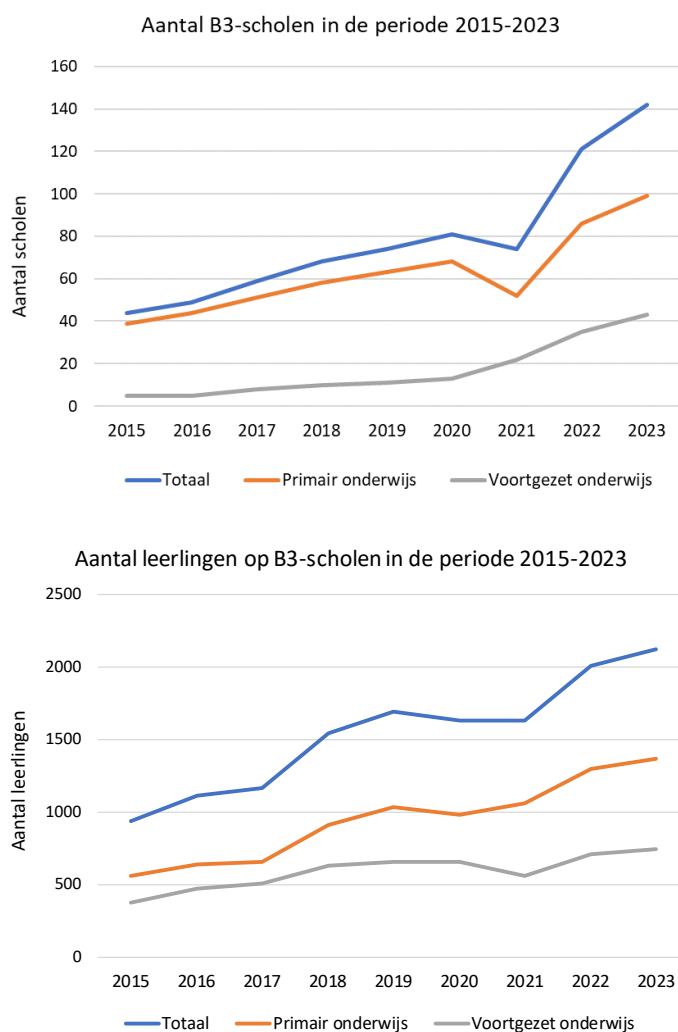 Aantal B3-scholen in de periode 2015-2023
160
140
120
100
80
60
40
20
0
Aantal scholen
2015 2016 2017 2018 2019 2020 2021 2022 2023
Totaal Primair onderwijs Voortgezet onderwijs
Aantal leerlingen op B3-scholen in de periode 2015-2023
2500
2000
1500
1000
500
0
Aantal leerlingen
2015 2016 2017 2018 2019 2020 2021 2022 2023
Totaal Primair onderwijs Voortgezet onderwijs